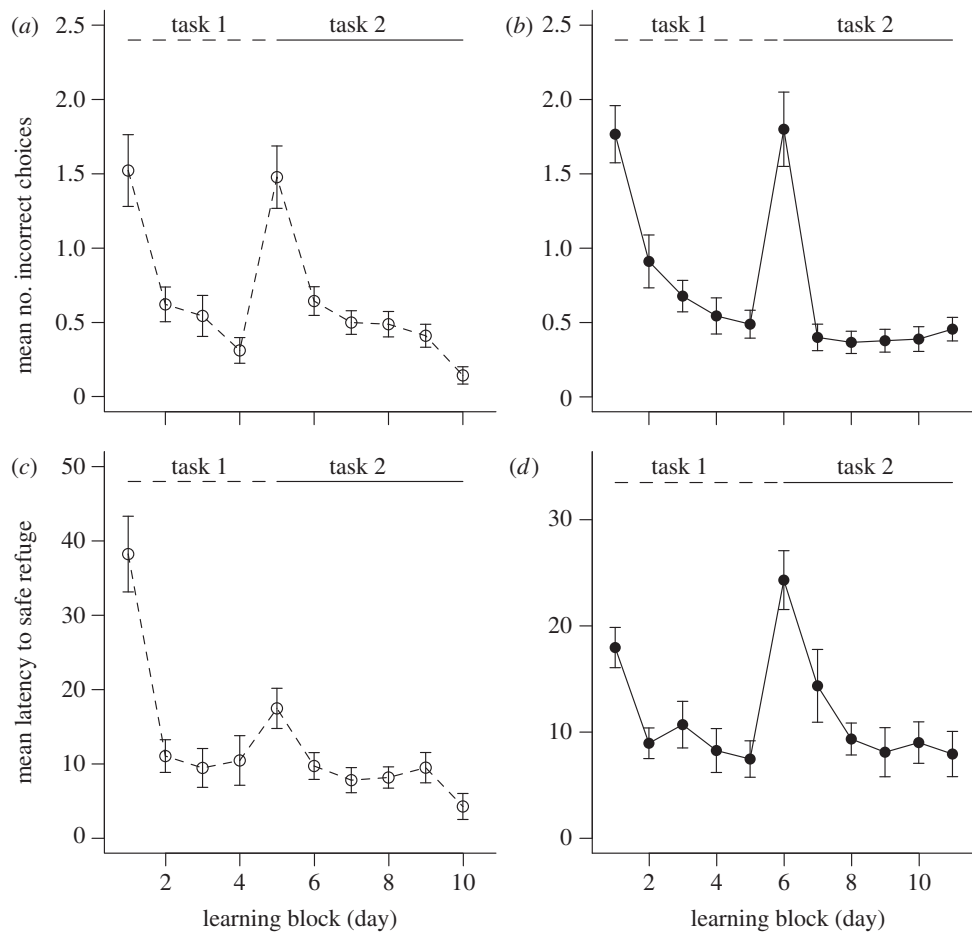 (a) 2.5 task 1 task 2
2.0
1.5
1.0
0.5
0
mean no. incorrect choices
(b) 2.5 task 1 task 2
2.0
1.5
1.0
0.5
0
(c) 50 task 1 task 2
40
30
20
10
0
mean latency to safe refuge
2 4 6 8 10
learning block (day)
(d) task 1 task 2
30
20
10
0
2 4 6 8 10
learning block (day)